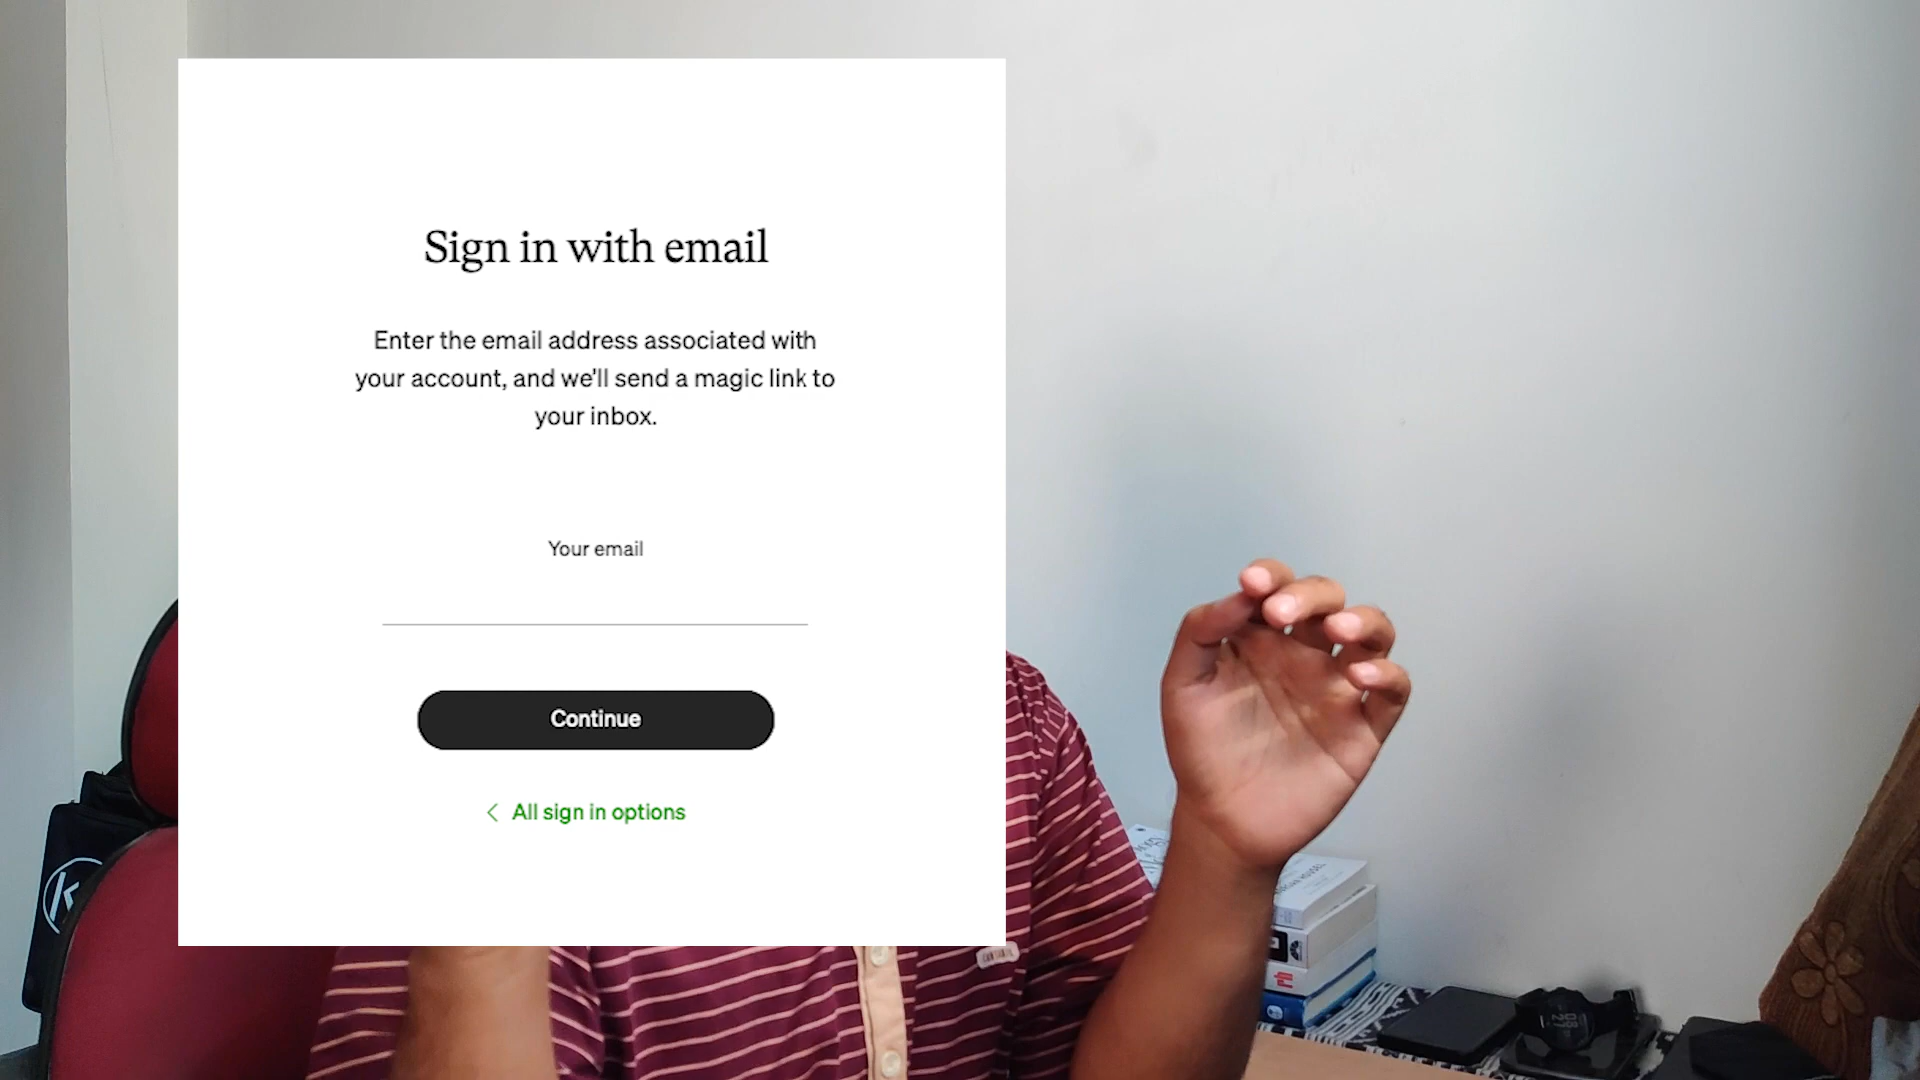 Sign in with email
Enter the email address associated with
your account, and we'll send a magic link to
your inbox.
Your email
Continue
All sign in options